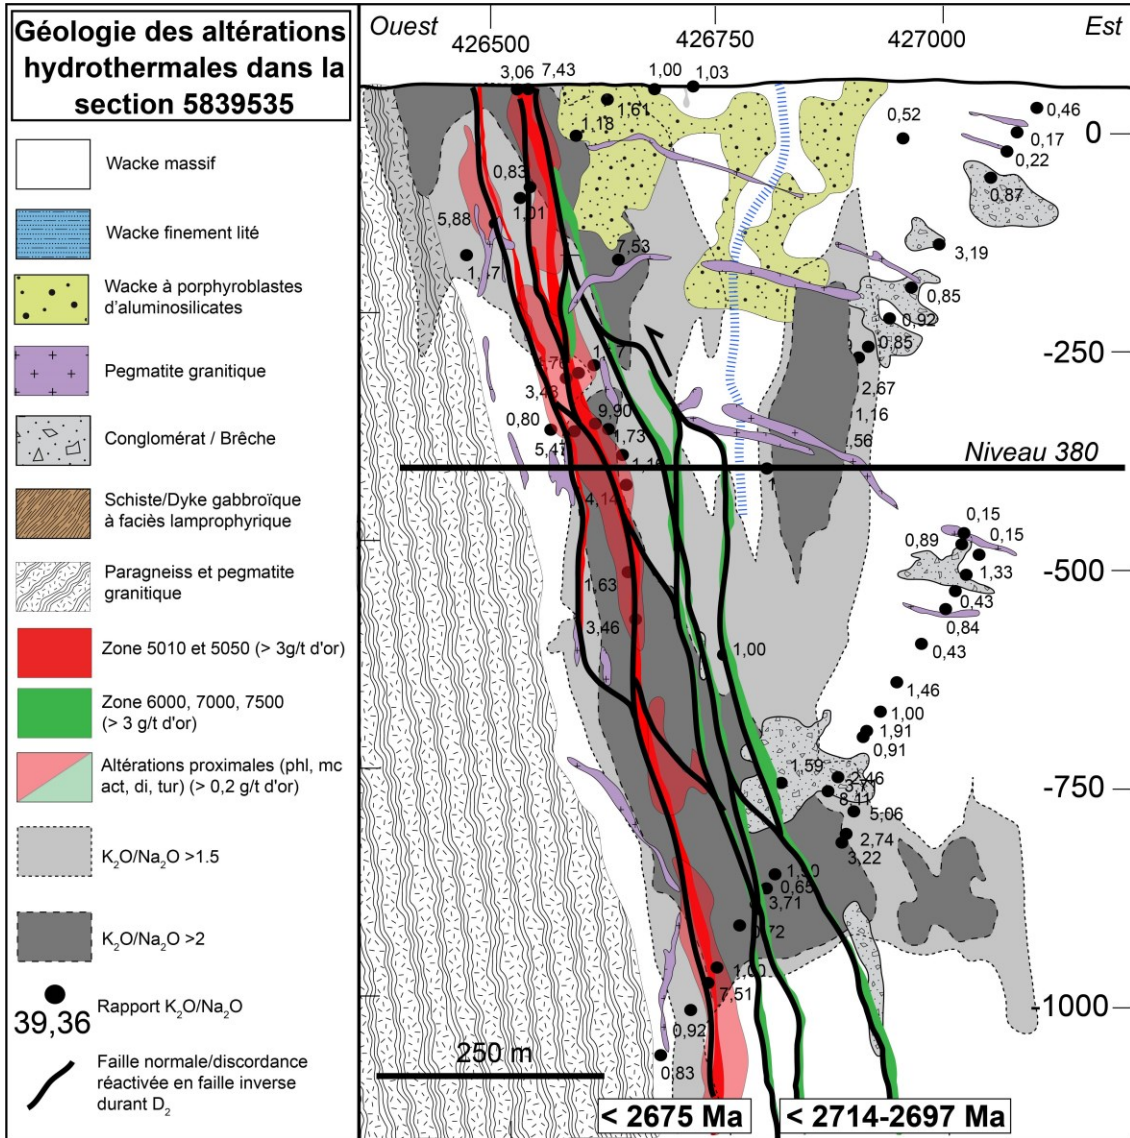 Géologie des altérations
hydrothermales dans la
section 5839535
Wacke massif
Wacke finement lité
Wacke à porphyroblastes
d'aluminosilicates
Pegmatite granitique
Conglomérat / Brêche
Schiste/Dyke gabbroïque
à faciès lamprophyrique
Paragneiss et pegmatite
granitique
Zone 5010 et 5050 (> 3g/t d'or)
Zone 6000, 7000, 7500
(> 3 g/t d'or)
Altérations proximales (phl, mc
act, di, tur) (> 0,2 g/t d'or)
K₂O/Na₂O >1.5
K₂O/Na₂O >2
Rapport K₂O/Na₂O
39,36
Faille normale/discordance
réactivée en faille inverse
durant D₂
Ouest
Est
426500
426750
427000
3,06
7,43
1,00
1,03
1,61
1,18
0,52
0,46
0
0,17
0,22
0,83
0,87
1,01
5,88
7,53
3,19
0,85
0,92
0,85
-250
2,67
3,43
1,16
9,90
0,80
1,73
56
5,47
Niveau 380
4,14
0,15
0,15
0,89
1,33
-500
1,63
0,43
3,46
0,84
1,00
0,43
1,46
1,00
1,91
0,91
1,59
2,46
-750
8,41
5,06
2,74
3,22
0,65
3,71
1,00
7,51
-1000
0,92
250 m
0,83
< 2675 Ma
< 2714-2697 Ma